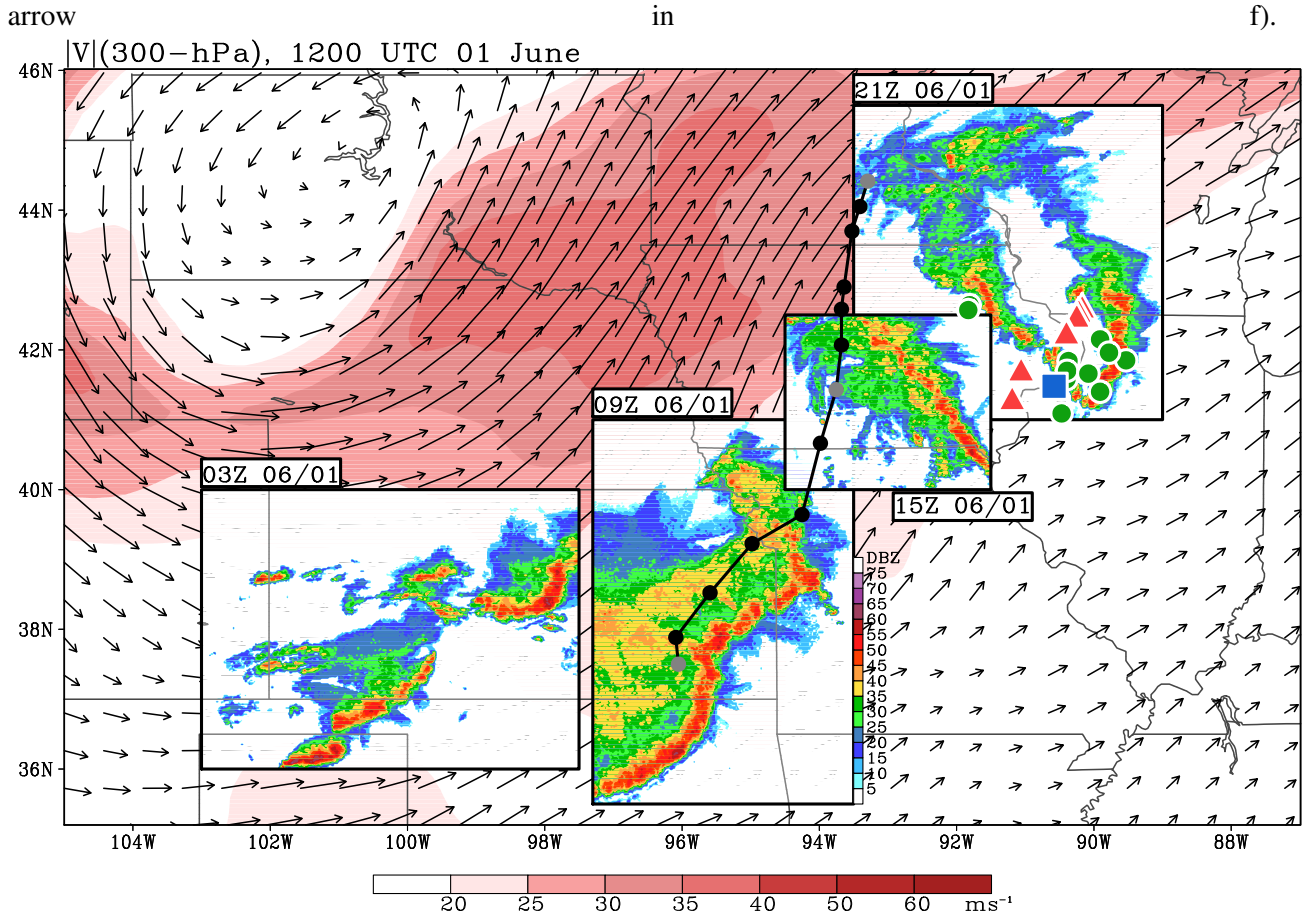 arrow in f).
|V|(300−hPa), 1200 UTC 01 June
46N
21Z 06/01
44N
42N
09Z 06/01
03Z 06/01
40N
15Z 06/01
DBZ
75
70
65
60
55
50
45
40
35
30
25
20
15
10
5
38N
36N
104W 102W 100W 98W 96W 94W 92W 90W 88W
20 25 30 35 40 50 60 ms⁻¹